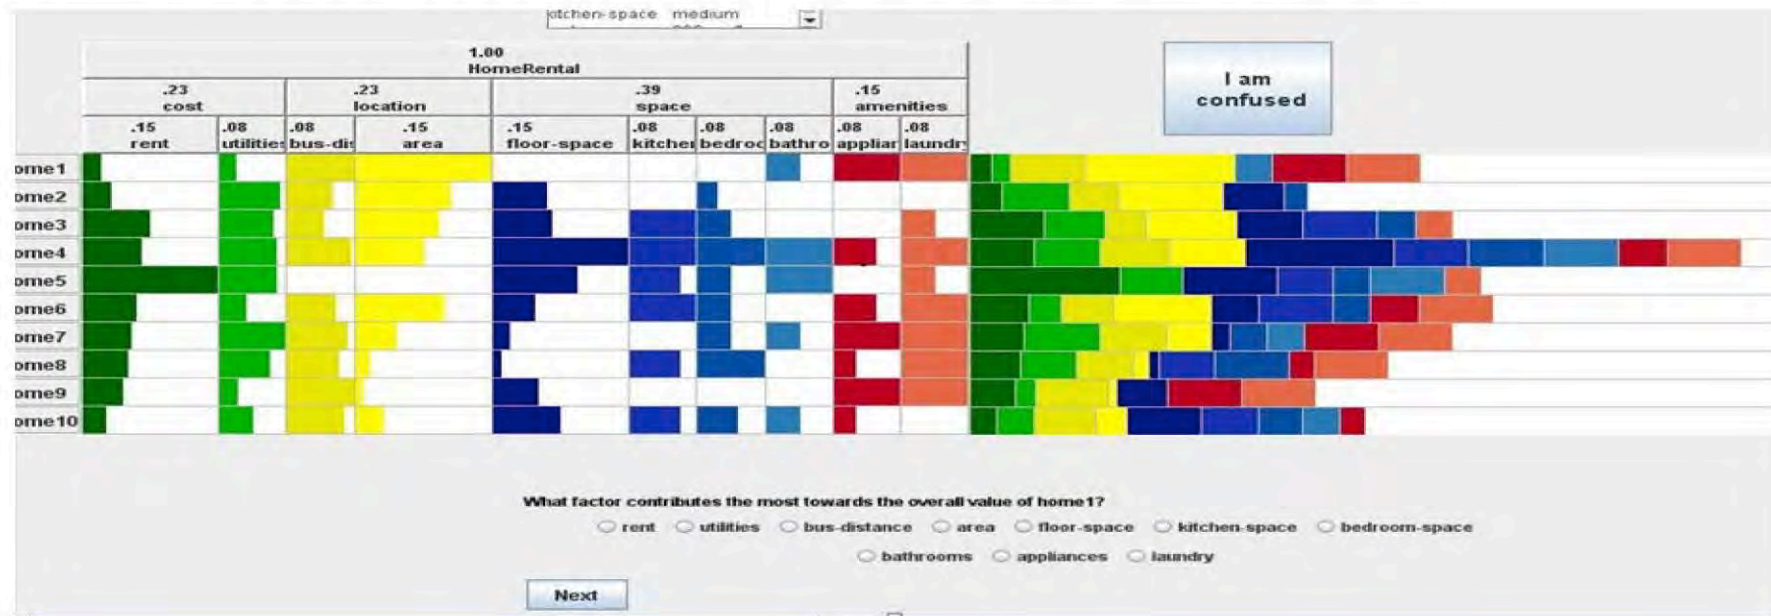 kitchen-space medium
I am
confused
1.00
HomeRental
.23 .23 .39 .15
cost location space amenities
.15 .08 .08 .15 .15 .08 .08 .08 .08 .08
rent utilities bus-dis area floor-space kitchen bedroo bathro applian laundr
ome1
ome2
ome3
ome4
ome5
ome6
ome7
ome8
ome9
ome10
What factor contributes the most towards the overall value of home1?
rent utilities bus-distance area floor-space kitchen-space bedroom-space
bathrooms appliances laundry
Next